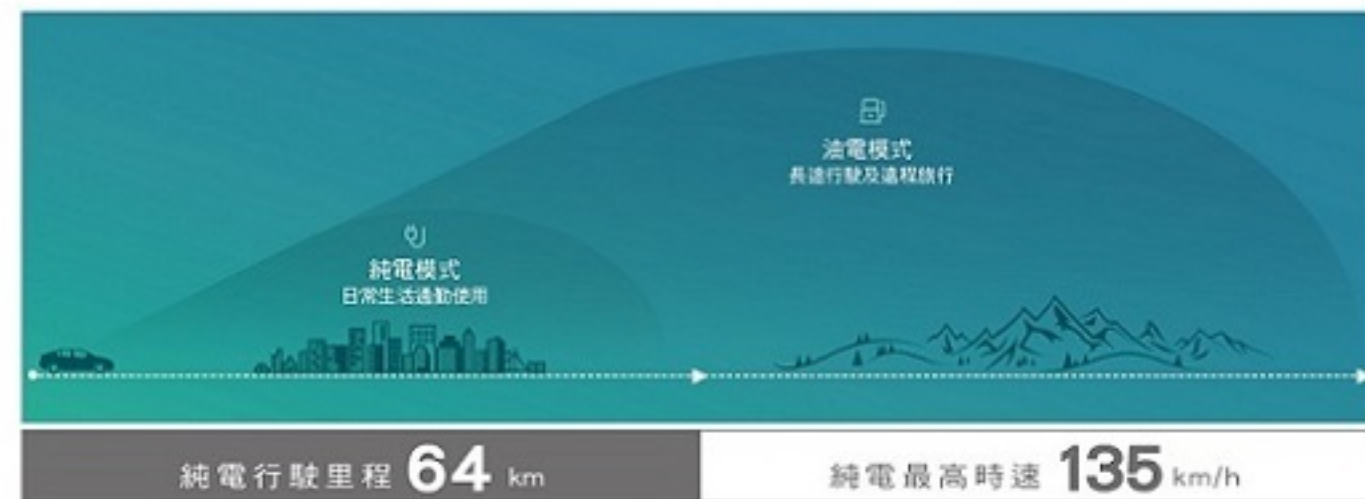 油電模式
長途行駛及遠程旅行
純電模式
日常生活通勤使用
純電行駛里程 64 km
純電最高時速 135 km/h